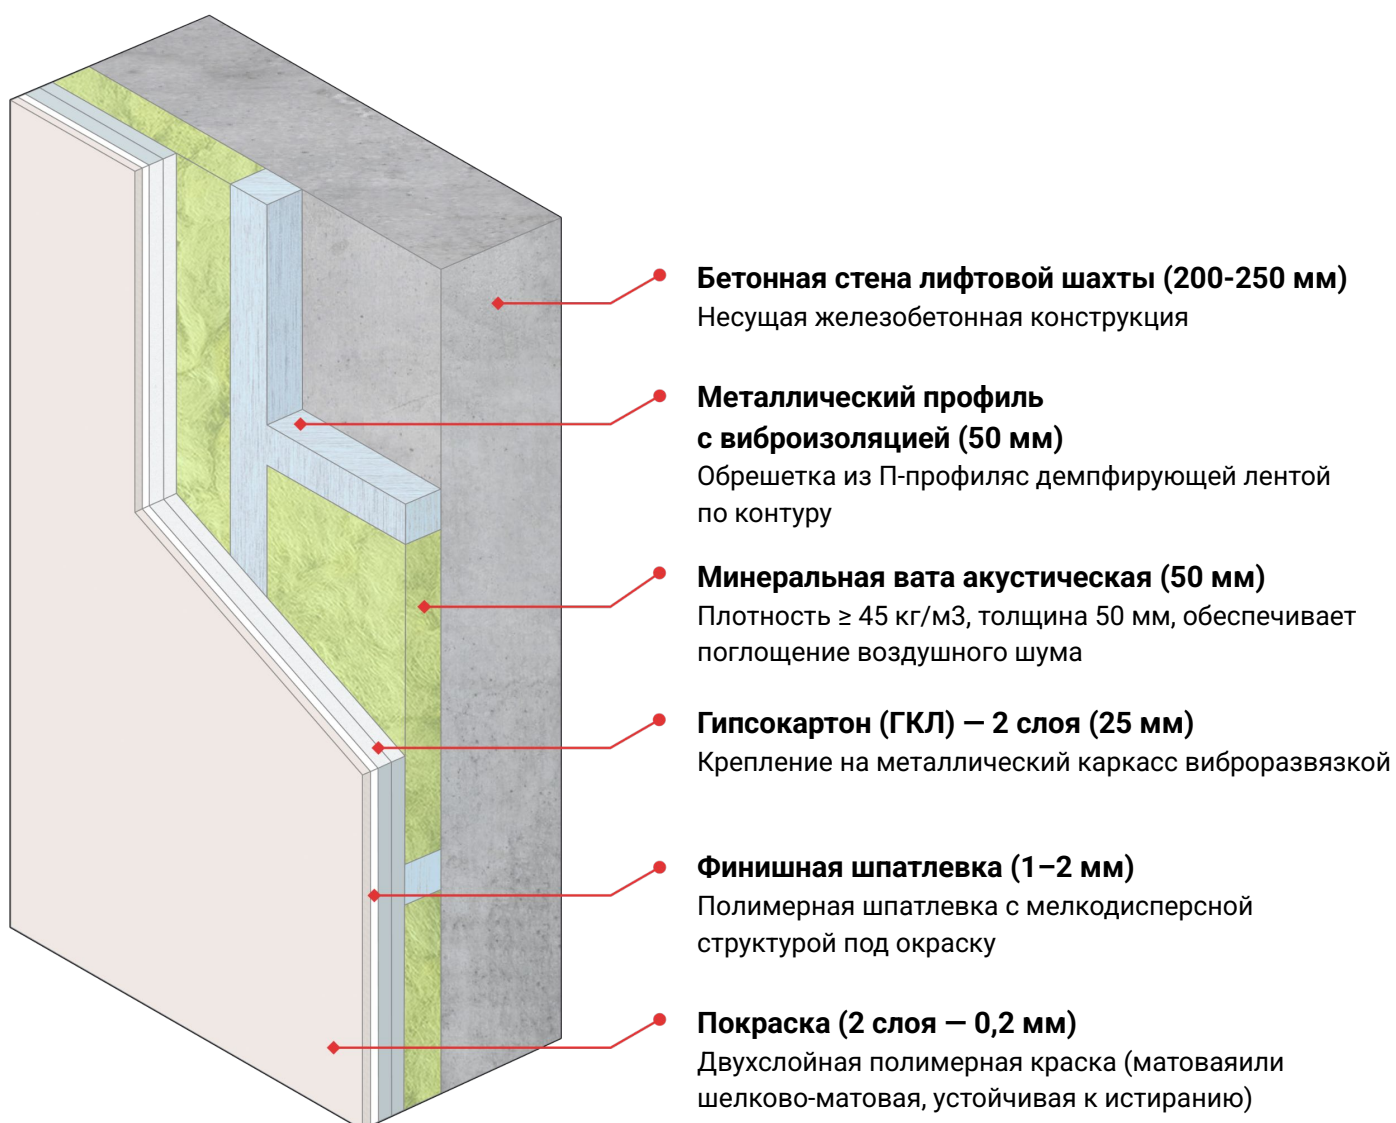 Бетонная стена лифтовой шахты (200-250 мм)
Несущая железобетонная конструкция
Металлический профиль
с виброизоляцией (50 мм)
Обрешетка из П-профиляс демпфирующей лентой
по контуру
Минеральная вата акустическая (50 мм)
Плотность ≥ 45 кг/м3, толщина 50 мм, обеспечивает
поглощение воздушного шума
Гипсокартон (ГКЛ) — 2 слоя (25 мм)
Крепление на металлический каркасс виброразвязкой
Финишная шпатлевка (1–2 мм)
Полимерная шпатлевка с мелкодисперсной
структурой под окраску
Покраска (2 слоя — 0,2 мм)
Двухслойная полимерная краска (матоваяили
шелково-матовая, устойчивая к истиранию)